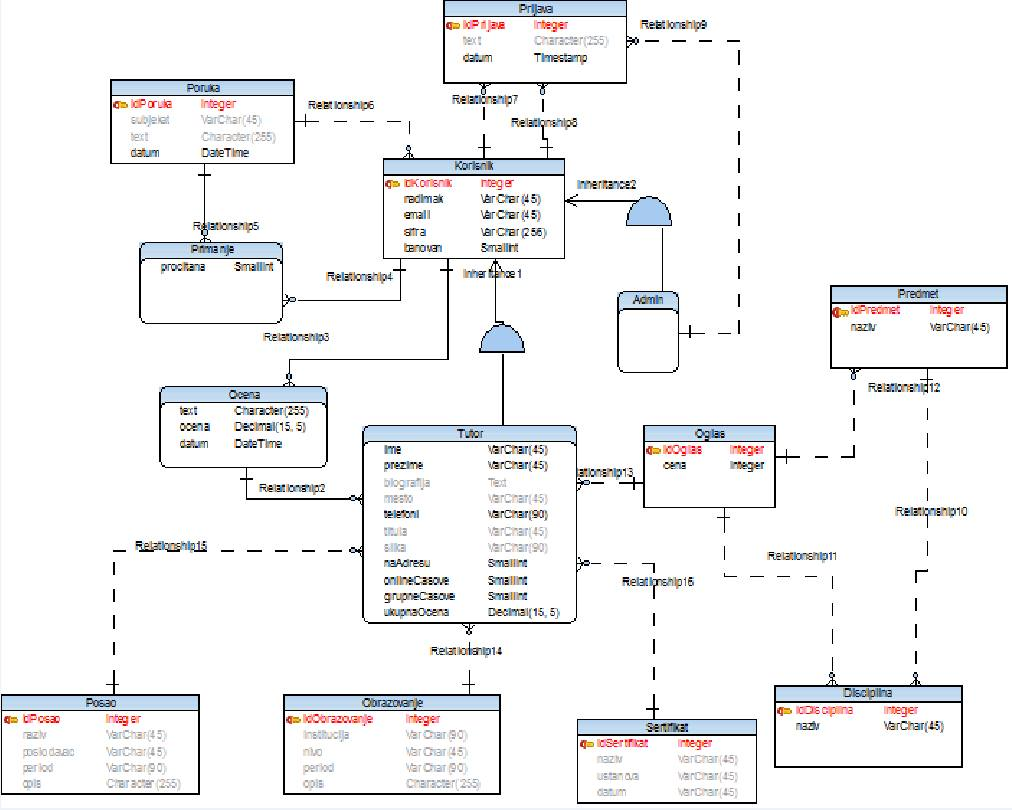 Prijava
idPrijava Integer
text Character(255)
datum Timestamp
Relationship9
Relationship7
Relationship8
Poruka
idPoruka Integer
subjekat VarChar(45)
text Character(255)
datum DateTime
Relationship6
Korisnik
idKorisnik Integer
nadimak VarChar(45)
email VarChar(45)
sifra VarChar(256)
banovan SmallInt
Inheritance2
Relationship5
Primanje
procitana SmallInt
Relationship4
Inheritance1
Relationship3
Admin
Predmet
idPredmet Integer
naziv VarChar(45)
Relationship12
Ocena
text Character(255)
ocena Decimal(15, 5)
datum DateTime
Relationship2
Tutor
ime VarChar(45)
prezime VarChar(45)
biografija Text
mesto VarChar(45)
telefoni VarChar(90)
titula VarChar(45)
slika VarChar(90)
naAdresu SmallInt
onlineCasove SmallInt
grupneCasove SmallInt
ukupnaOcena Decimal(15, 5)
Oglas
idOglas Integer
cena Integer
ationship13
Relationship10
Relationship11
Relationship15
Relationship16
Relationship14
Posao
idPosao Integer
naziv VarChar(45)
poslodavac VarChar(45)
period VarChar(90)
opis Character(255)
Obrazovanje
idObrazovanje Integer
institucija VarChar(90)
nivo VarChar(45)
period VarChar(90)
opis Character(255)
Sertifikat
idSertifikat Integer
naziv VarChar(45)
ustanova VarChar(45)
datum VarChar(45)
Disciplina
idDisciplina Integer
naziv VarChar(45)